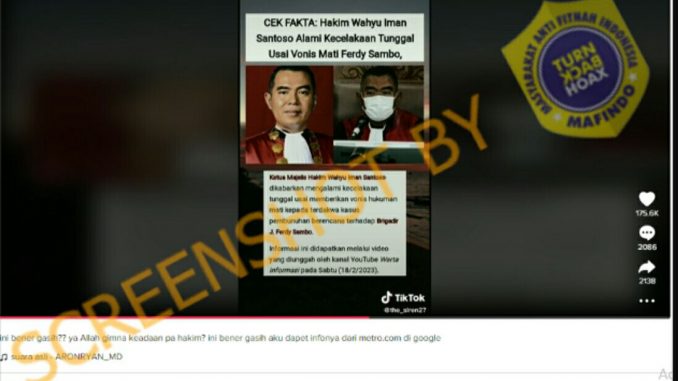 CEK FAKTA: Hakim Wahyu Iman
Santoso Alami Kecelakaan Tunggal
Usai Vonis Mati Ferdy Sambo,
MASYARAKAT ANTI FITNAH INDONESIA
TURN
BACK
HOAX
MAFINDO
SCREENSHOT BY
Ketua Majelis Hakim Wahyu Iman Santoso
dikabarkan mengalami kecelakaan
tunggal usai memberikan vonis hukuman
mati kepada terdakwa kasus
pembunuhan berencana terhadap Brigadir
J, Ferdy Sambo.
Informasi ini didapatkan melalui video
yang diunggah oleh kanal YouTube Warta
Informasi pada Sabtu (18/2/2023).
175.6K
2086
2138
TikTok
@the_siren27
ini bener gasih?? ya Allah gimna keadaan pa hakim? ini bener gasih aku dapet infonya dari metro.com di google
suara asli - ARONRYAN_MD